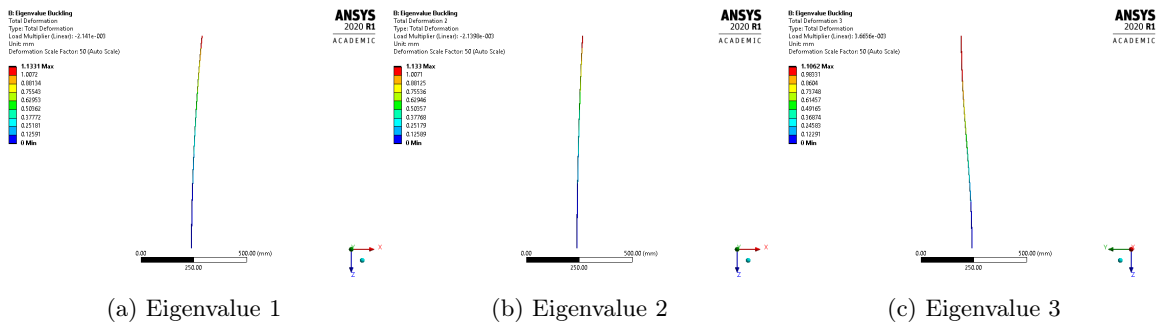 B: Eigenvalue Buckling
Total Deformation
Type: Total Deformation
Load Multiplier (Linear): -2.141e-003
Unit: mm
Deformation Scale Factor: 50 (Auto Scale)
1.1331 Max
1.0072
0.88134
0.75543
0.62953
0.50362
0.37772
0.25181
0.12591
0 Min
ANSYS
2020 R1
ACADEMIC
0.00
500.00 (mm)
250.00
Y
X
Z
(a) Eigenvalue 1
B: Eigenvalue Buckling
Total Deformation 2
Type: Total Deformation
Load Multiplier (Linear): -2.1398e-003
Unit: mm
Deformation Scale Factor: 50 (Auto Scale)
1.133 Max
1.0071
0.88125
0.75536
0.62946
0.50357
0.37768
0.25179
0.12589
0 Min
ANSYS
2020 R1
ACADEMIC
0.00
500.00 (mm)
250.00
Y
X
Z
(b) Eigenvalue 2
B: Eigenvalue Buckling
Total Deformation 3
Type: Total Deformation
Load Multiplier (Linear): 3.6656e-003
Unit: mm
Deformation Scale Factor: 50 (Auto Scale)
1.1062 Max
0.98331
0.8604
0.73748
0.61457
0.49165
0.36874
0.24583
0.12291
0 Min
ANSYS
2020 R1
ACADEMIC
0.00
500.00 (mm)
250.00
Y
X
Z
(c) Eigenvalue 3